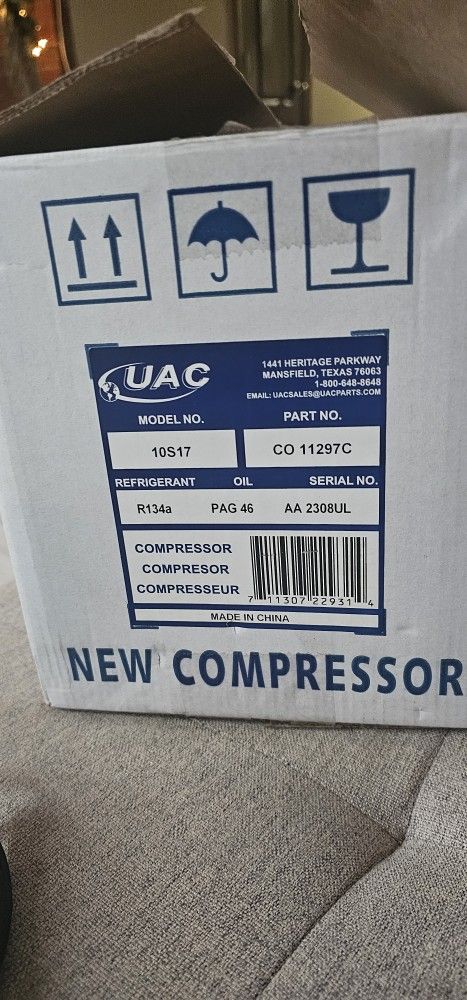 UAC
1441 HERITAGE PARKWAY
MANSFIELD, TEXAS 76063
1-800-648-8648
EMAIL: UACSALES@UACPARTS.COM
MODEL NO. PART NO.
10S17 CO 11297C
REFRIGERANT OIL SERIAL NO.
R134a PAG 46 AA 2308UL
COMPRESSOR
COMPRESOR
COMPRESSEUR
7 11307 22931 4
MADE IN CHINA
NEW COMPRESSOR